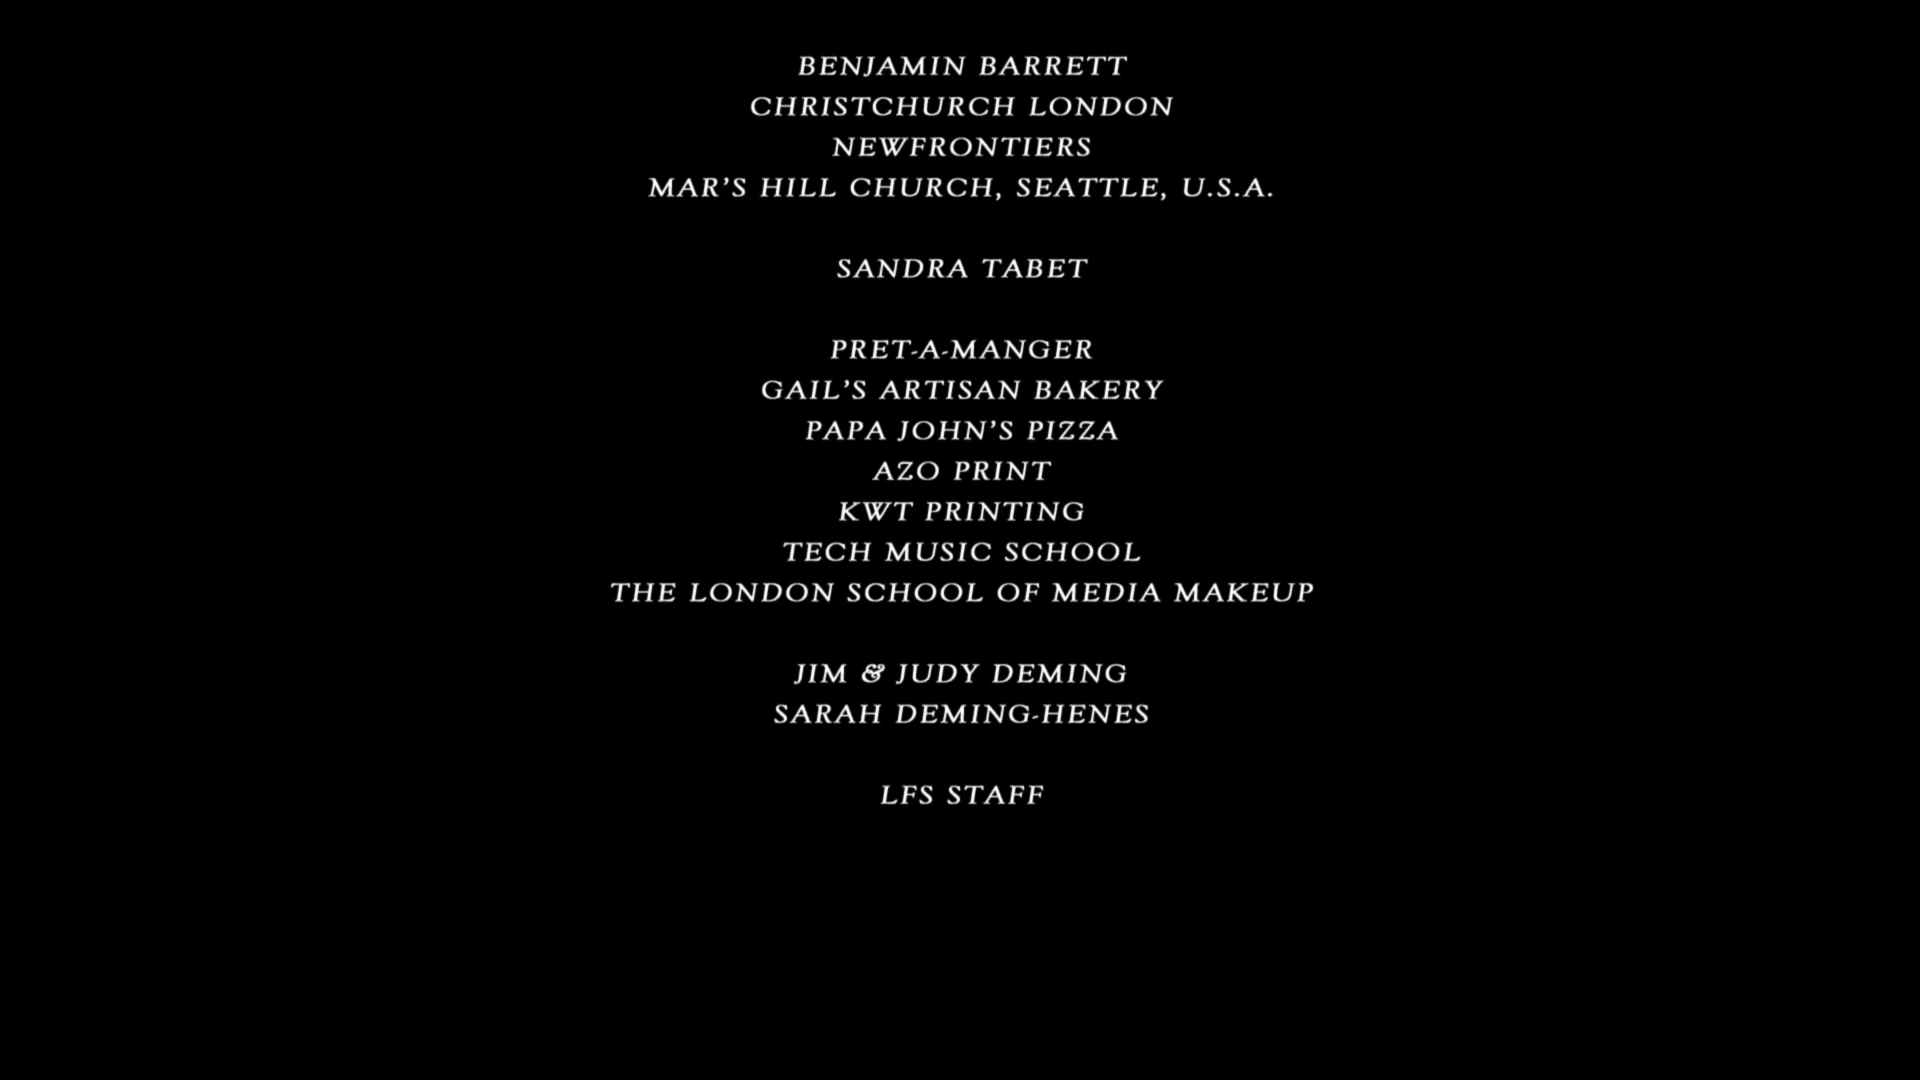 BENJAMIN BARRETT
CHRISTCHURCH LONDON
NEWFRONTIERS
MAR’S HILL CHURCH, SEATTLE, U.S.A.
SANDRA TABET
PRET-A-MANGER
GAIL’S ARTISAN BAKERY
PAPA JOHN’S PIZZA
AZO PRINT
KWT PRINTING
TECH MUSIC SCHOOL
THE LONDON SCHOOL OF MEDIA MAKEUP
JIM & JUDY DEMING
SARAH DEMING-HENES
LFS STAFF